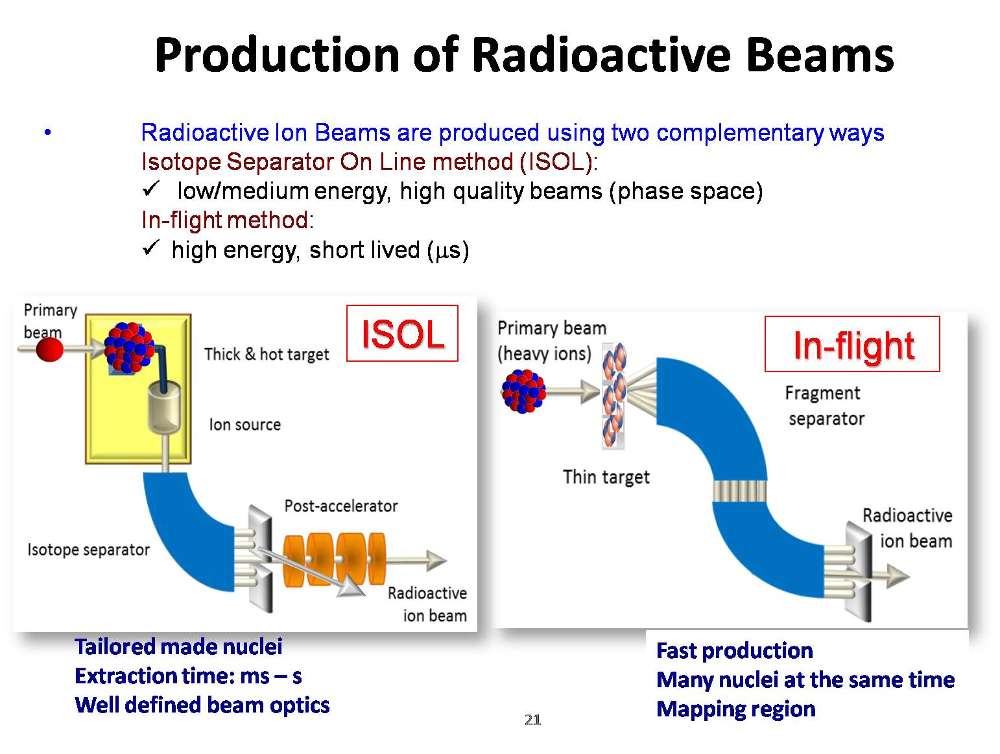 Production of Radioactive Beams
• Radioactive Ion Beams are produced using two complementary ways
Isotope Separator On Line method (ISOL):
✓ low/medium energy, high quality beams (phase space)
In-flight method:
✓ high energy, short lived (μs)
Primary
beam
ISOL
Thick & hot target
Ion source
Post-accelerator
Isotope separator
Radioactive
ion beam
Primary beam
(heavy ions)
In-flight
Fragment
separator
Thin target
Radioactive
ion beam
Tailored made nuclei
Extraction time: ms – s
Well defined beam optics
Fast production
Many nuclei at the same time
Mapping region
21